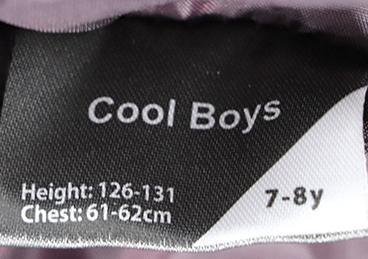 Cool Boys
Height: 126-131
Chest: 61-62cm
7-8y